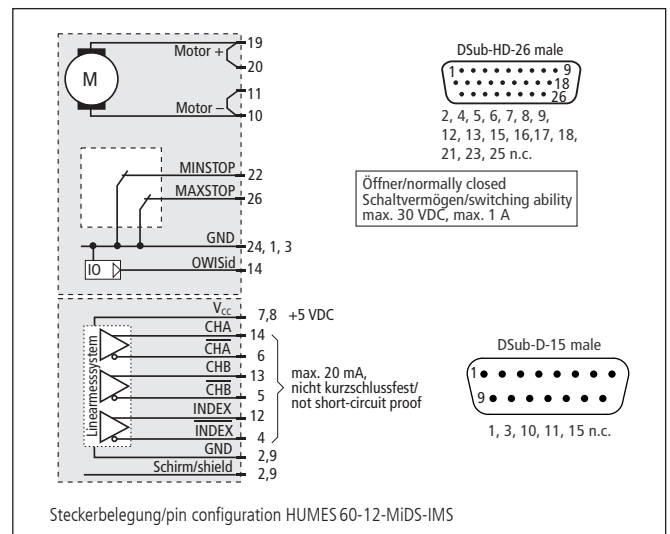 19
Motor +
20
M
11
Motor –
10
MINSTOP
22
MAXSTOP
26
GND
24, 1, 3
IO
OWISid
14
DSub-HD-26 male
1
9
18
26
2, 4, 5, 6, 7, 8, 9,
12, 13, 15, 16,17, 18,
21, 23, 25 n.c.
Öffner/normally closed
Schaltvermögen/switching ability
max. 30 VDC, max. 1 A
Linearmesssystem
VCC
7,8 +5 VDC
CHA
14
CHA
6
CHB
13
CHB
5
INDEX
12
INDEX
4
GND
2,9
Schirm/shield
2,9
max. 20 mA,
nicht kurzschlussfest/
not short-circuit proof
DSub-D-15 male
1
9
1, 3, 10, 11, 15 n.c.
Steckerbelegung/pin configuration HUMES 60-12-MiDS-IMS